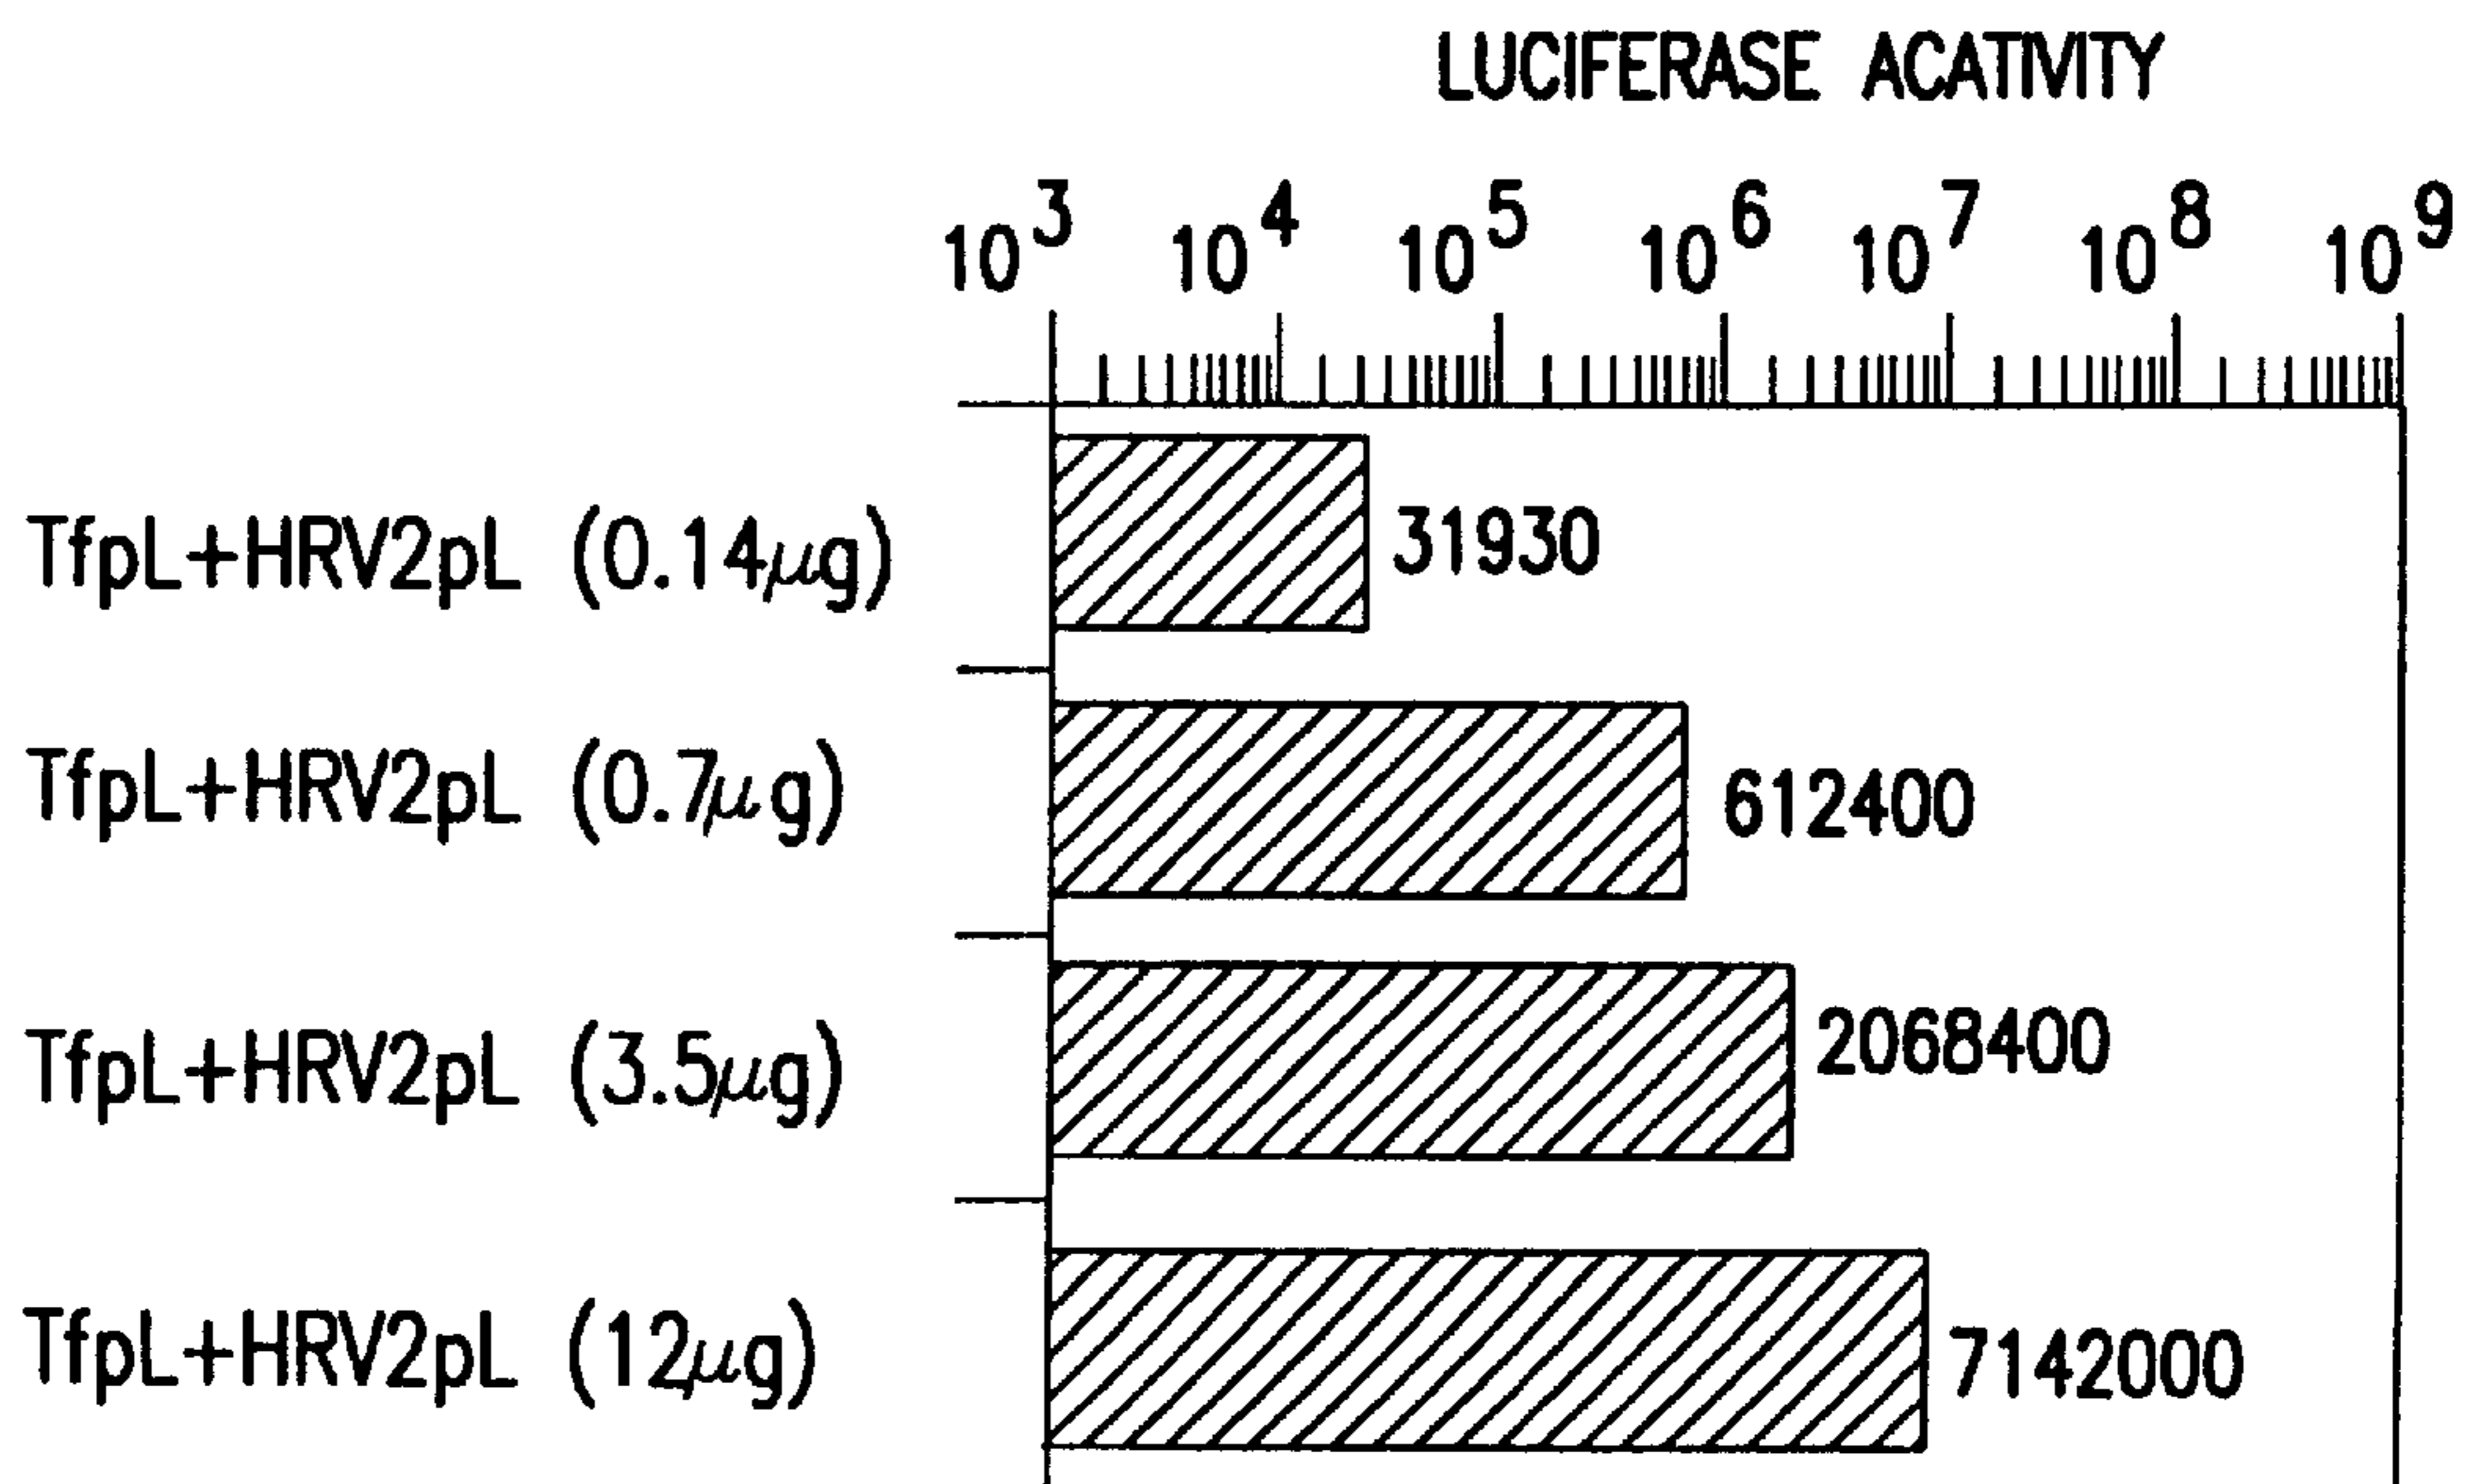 LUCIFERASE ACATIVITY
10^3 10^4 10^5 10^6 10^7 10^8 10^9
TfpL+HRV2pL (0.14μg) 31930
TfpL+HRV2pL (0.7μg) 612400
TfpL+HRV2pL (3.5μg) 2068400
TfpL+HRV2pL (12μg) 7142000